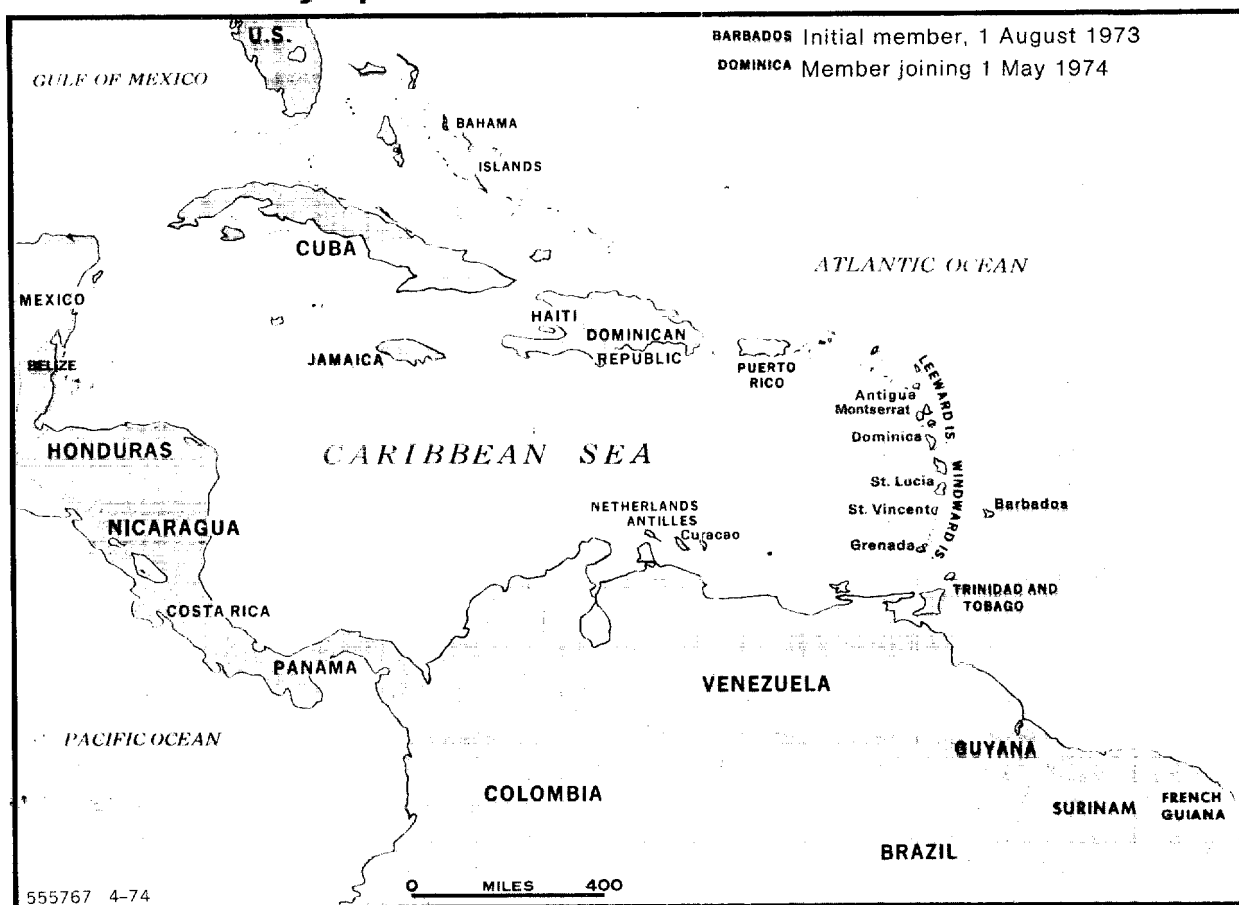 BARBADOS Initial member, 1 August 1973
DOMINICA Member joining 1 May 1974
U.S.
GULF OF MEXICO
BAHAMA
ISLANDS
CUBA
ATLANTIC OCEAN
MEXICO
HAITI
DOMINICAN
REPUBLIC
JAMAICA
BELIZE
PUERTO
RICO
LEEWARD IS.
Antigua
Montserrat
Dominica
HONDURAS
CARIBBEAN SEA
WINDWARD IS.
St. Lucia
St. Vincent
Barbados
NETHERLANDS
ANTILLES
Curacao
NICARAGUA
Grenada
TRINIDAD AND
TOBAGO
COSTA RICA
PANAMA
VENEZUELA
PACIFIC OCEAN
GUYANA
COLOMBIA
SURINAM
FRENCH
GUIANA
BRAZIL
0 MILES 400
555767 4-74